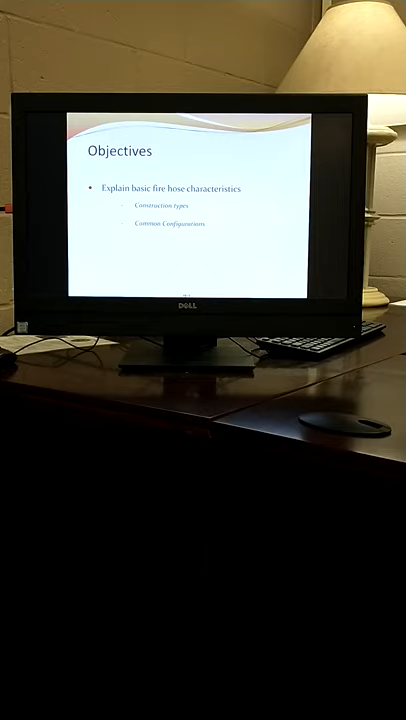 Objectives
• Explain basic fire hose characteristics
- Construction types
- Common Configurations
DELL